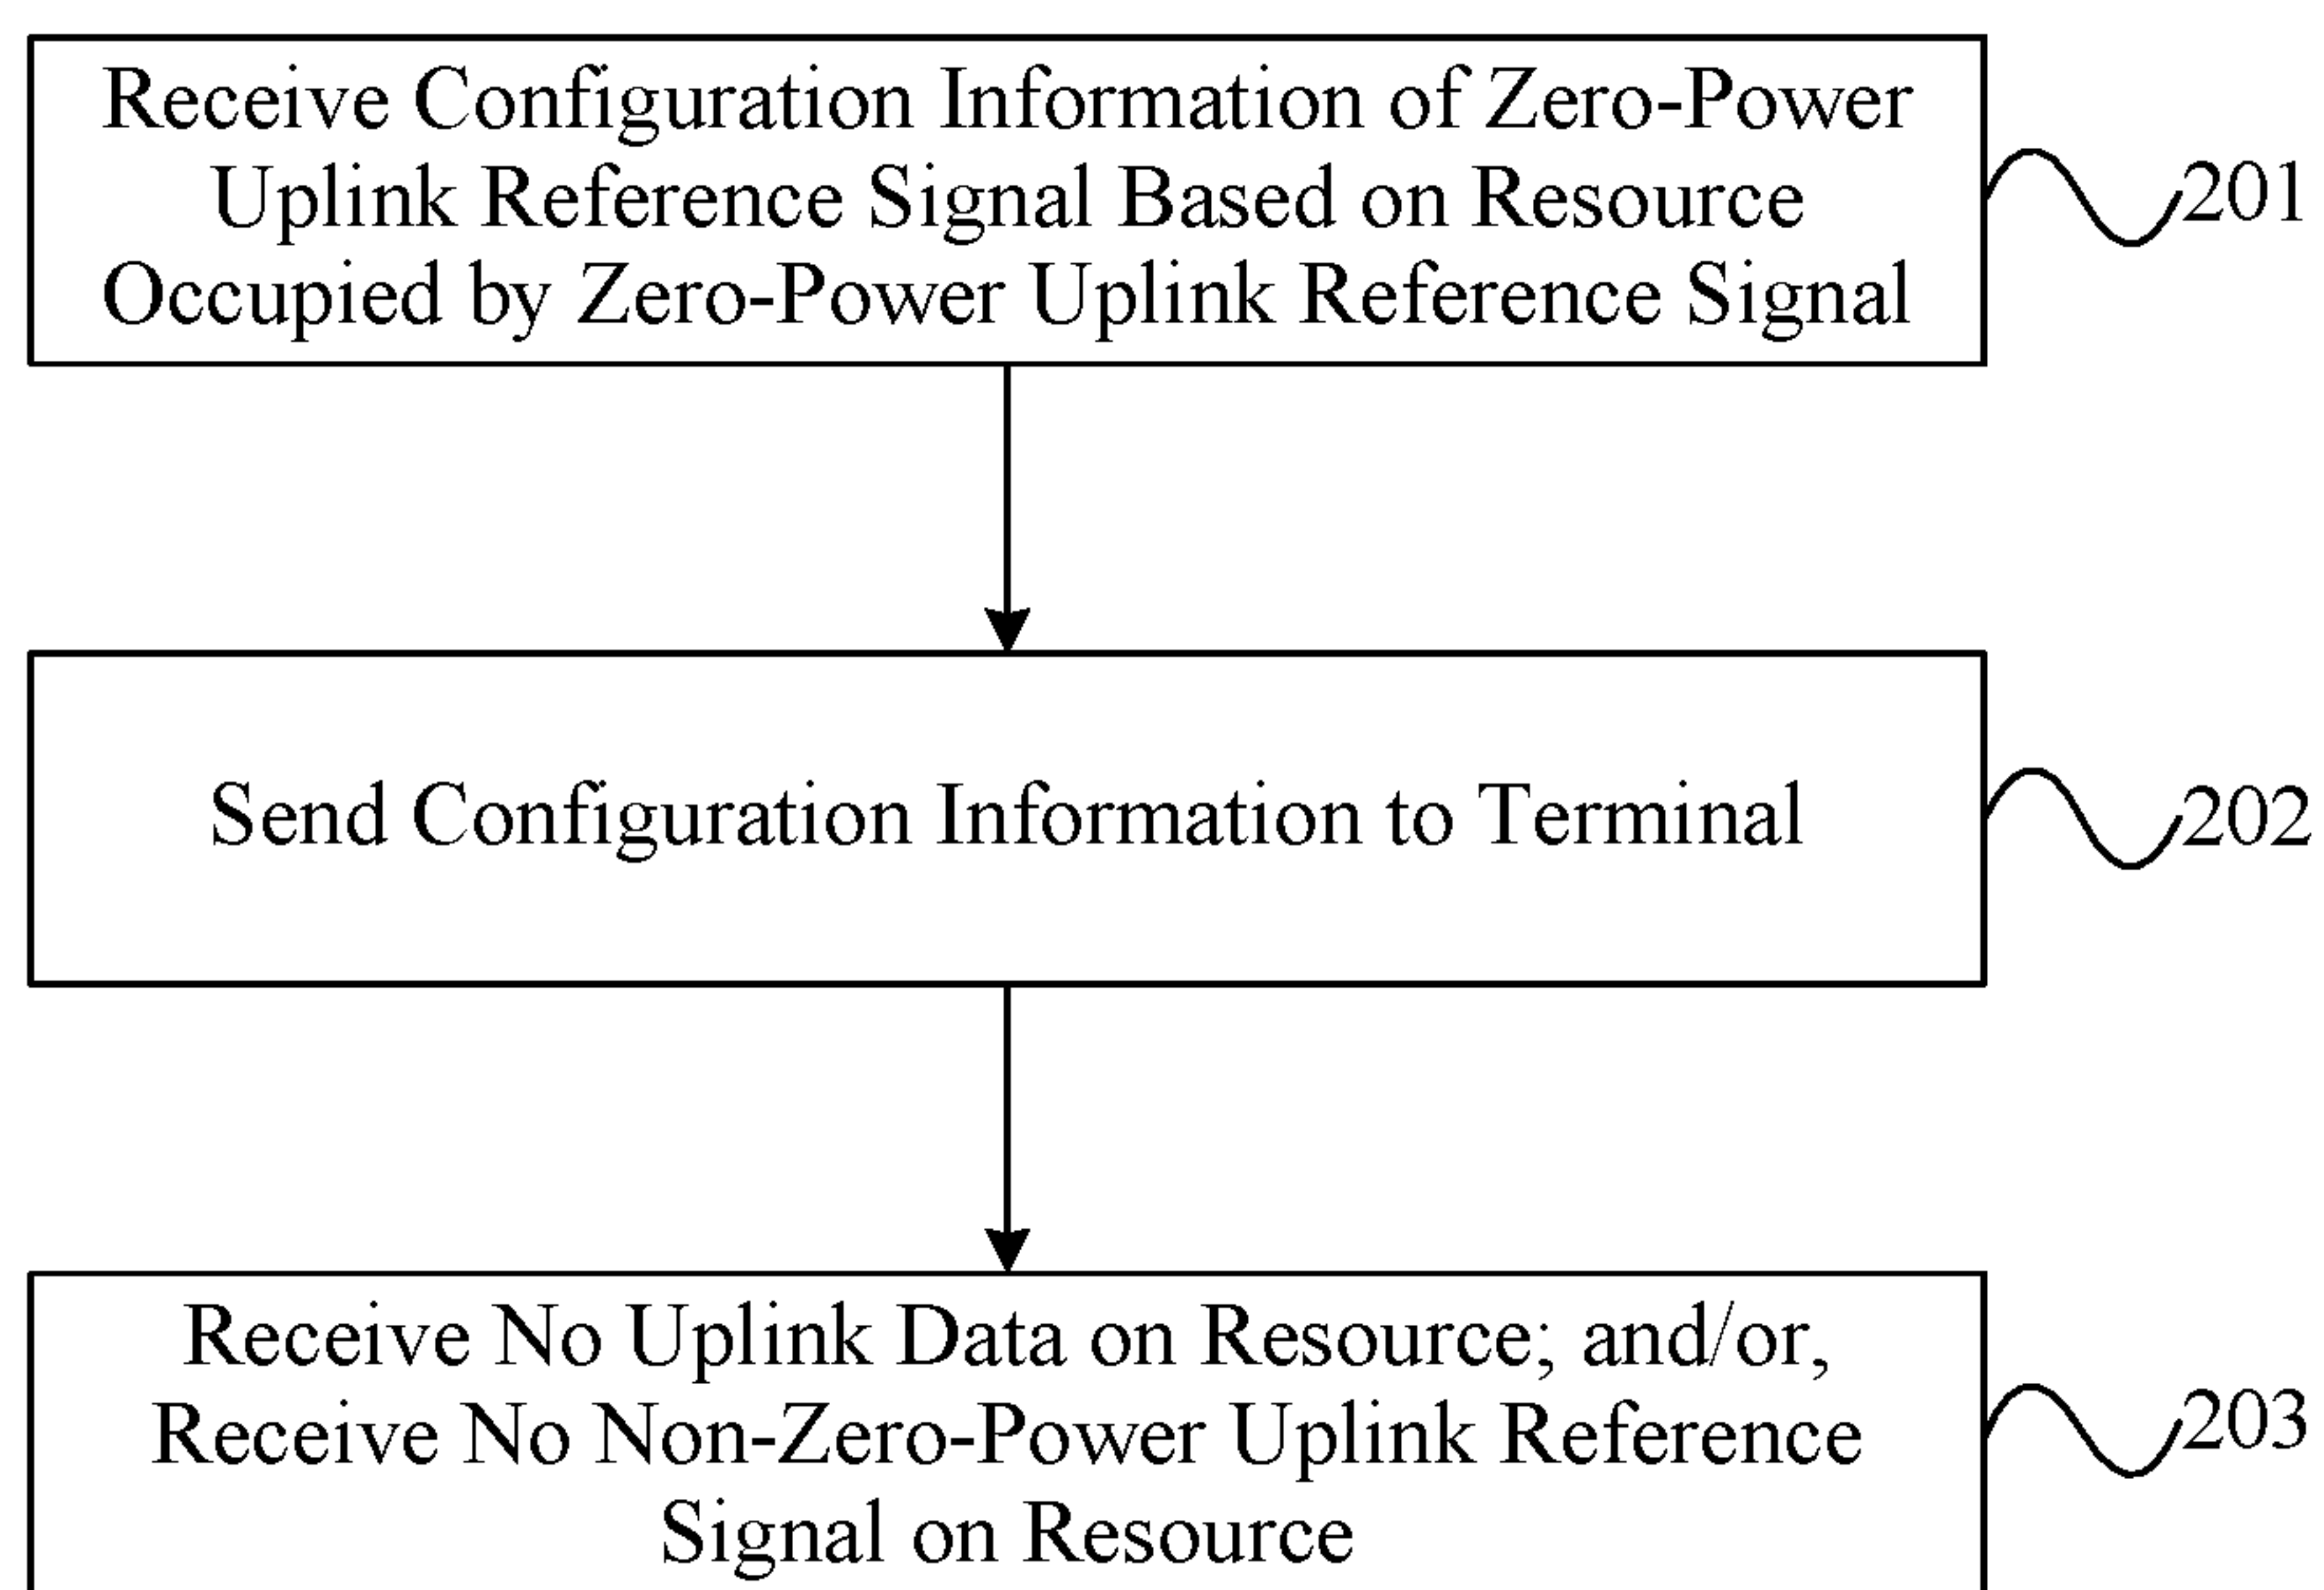 Receive Configuration Information of Zero-Power
Uplink Reference Signal Based on Resource
Occupied by Zero-Power Uplink Reference Signal
201
Send Configuration Information to Terminal
202
Receive No Uplink Data on Resource; and/or,
Receive No Non-Zero-Power Uplink Reference
Signal on Resource
203